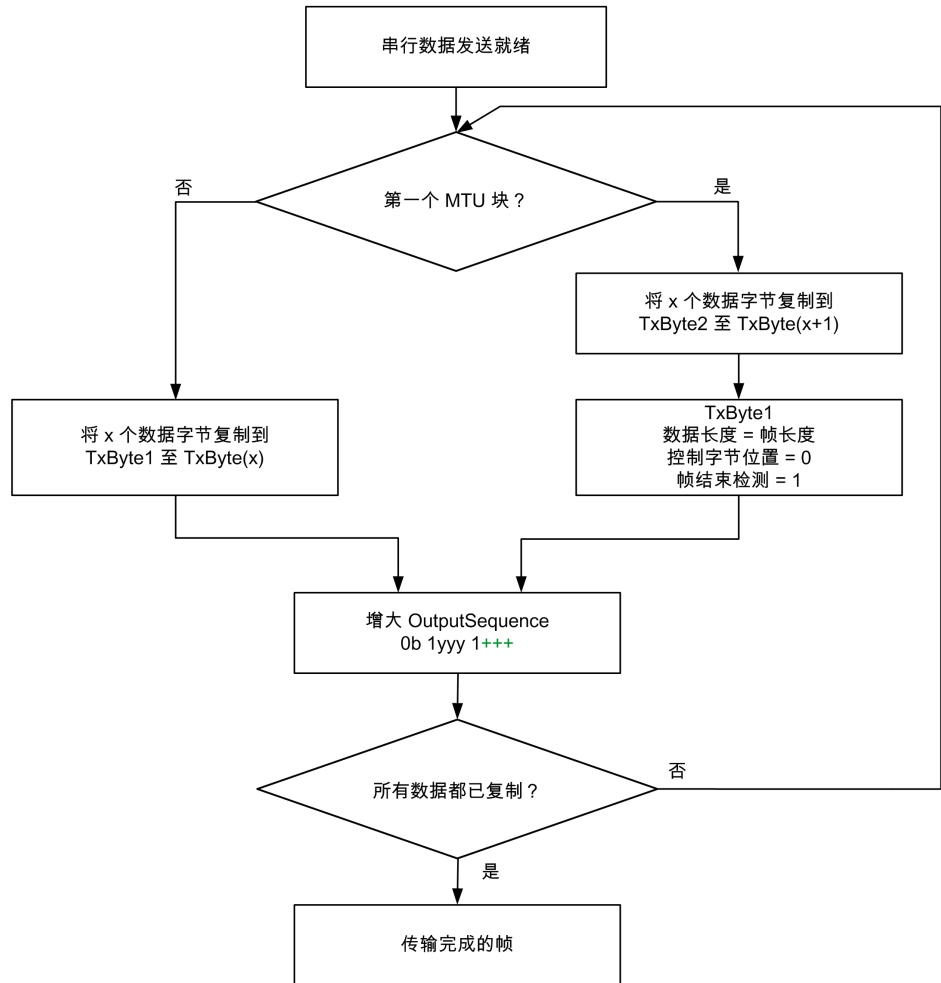 串行数据发送就绪
第一个 MTU 块？
否
是
将 x 个数据字节复制到
TxByte2 至 TxByte(x+1)
将 x 个数据字节复制到
TxByte1 至 TxByte(x)
TxByte1
数据长度 = 帧长度
控制字节位置 = 0
帧结束检测 = 1
增大 OutputSequence
0b 1yyy 1+++
所有数据都已复制？
否
是
传输完成的帧